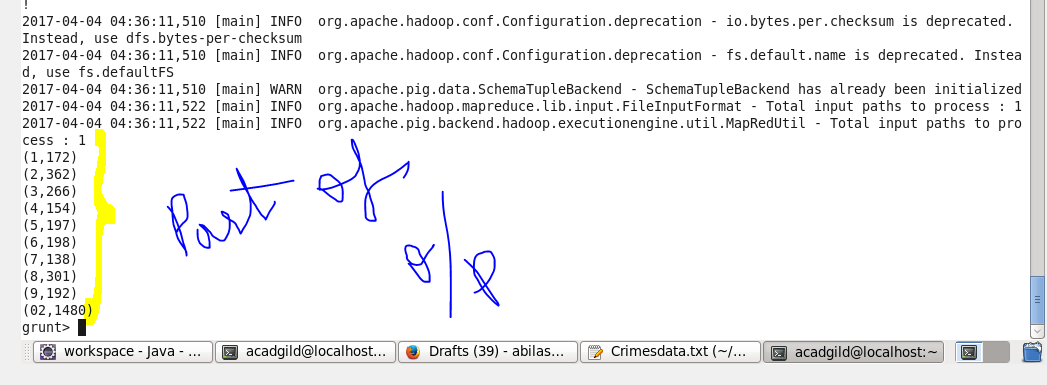 !
2017-04-04 04:36:11,510 [main] INFO  org.apache.hadoop.conf.Configuration.deprecation - io.bytes.per.checksum is deprecated.
Instead, use dfs.bytes-per-checksum
2017-04-04 04:36:11,510 [main] INFO  org.apache.hadoop.conf.Configuration.deprecation - fs.default.name is deprecated. Instea
d, use fs.defaultFS
2017-04-04 04:36:11,510 [main] WARN  org.apache.pig.data.SchemaTupleBackend - SchemaTupleBackend has already been initialized
2017-04-04 04:36:11,522 [main] INFO  org.apache.hadoop.mapreduce.lib.input.FileInputFormat - Total input paths to process : 1
2017-04-04 04:36:11,522 [main] INFO  org.apache.pig.backend.hadoop.executionengine.util.MapRedUtil - Total input paths to pro
cess : 1
(1,172)
(2,362)
(3,266)
(4,154)
(5,197)
(6,198)
(7,138)
(8,301)
(9,192)
(02,1480)
grunt>
Part of
o/p
workspace - Java - ... acadgild@localhost... Drafts (39) - abilas... Crimesdata.txt (~/... acadgild@localhost:~